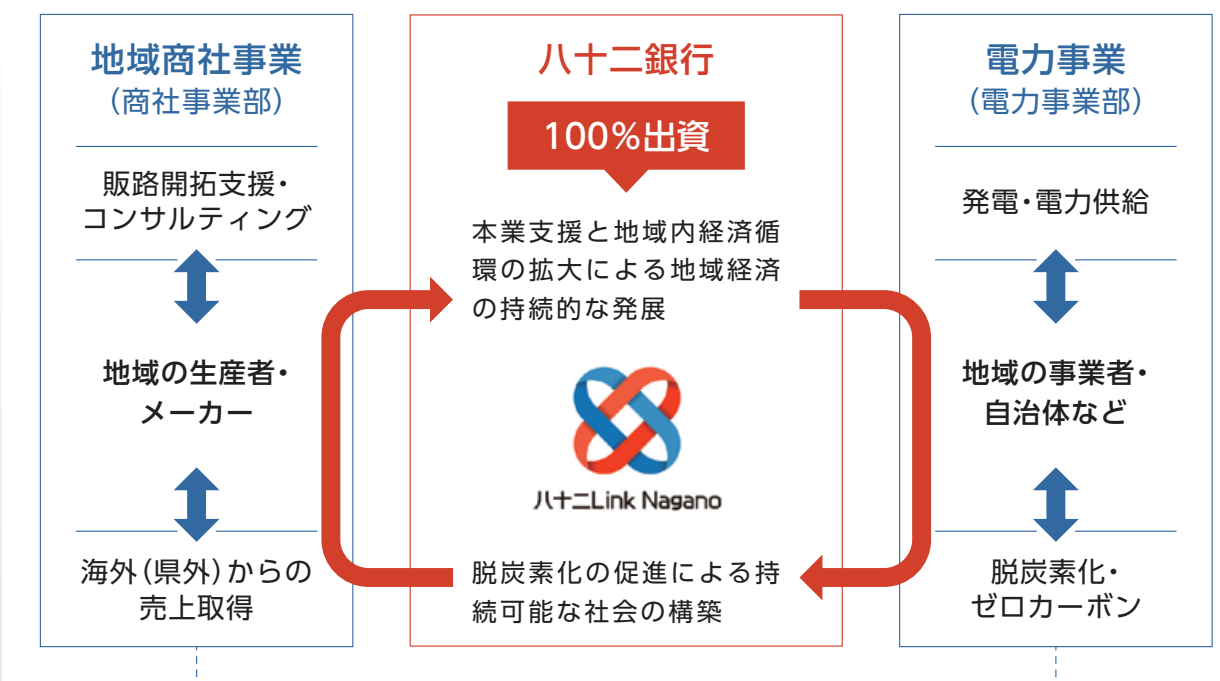 地域商社事業
（商社事業部）
販路開拓支援・
コンサルティング
地域の生産者・
メーカー
海外（県外）からの
売上取得
八十二銀行
100%出資
本業支援と地域内経済循
環の拡大による地域経済
の持続的な発展
八十二Link Nagano
脱炭素化の促進による持
続可能な社会の構築
電力事業
（電力事業部）
発電・電力供給
地域の事業者・
自治体など
脱炭素化・
ゼロカーボン